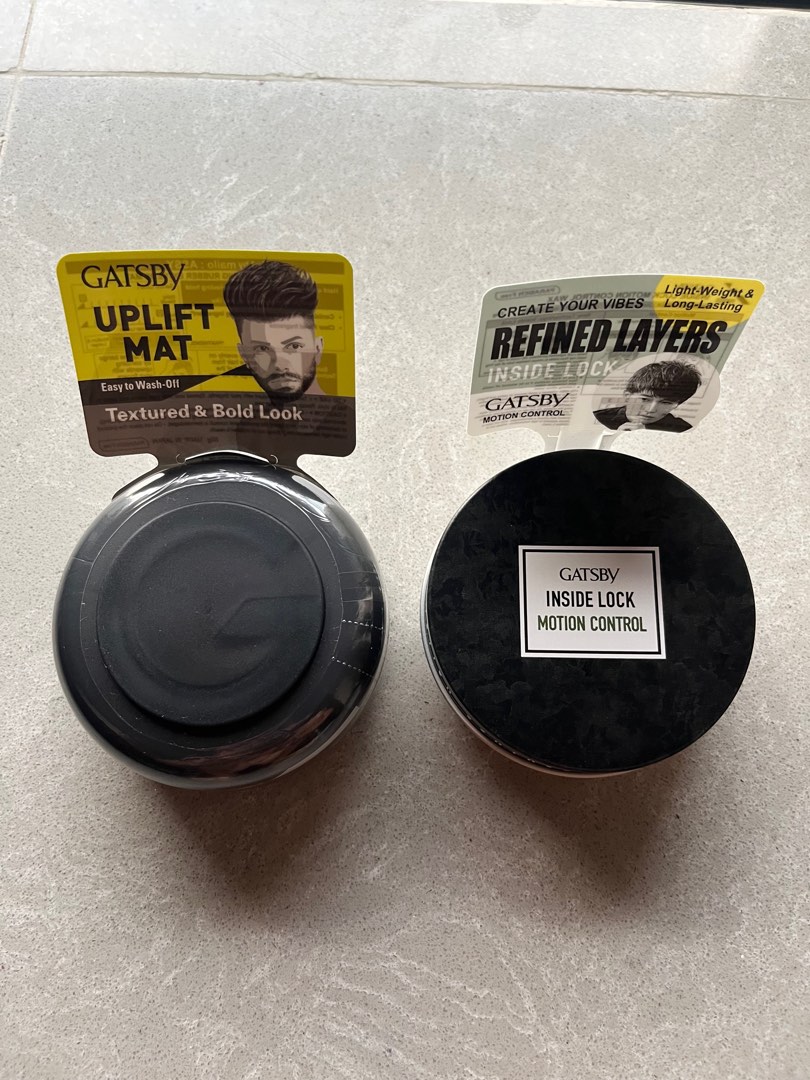 GATSBY
UPLIFT
MAT
Easy to Wash-Off
Textured & Bold Look
Light-Weight &
Long-Lasting
CREATE YOUR VIBES
REFINED LAYERS
INSIDE LOCK
GATSBY
MOTION CONTROL
GATSBY
INSIDE LOCK
MOTION CONTROL